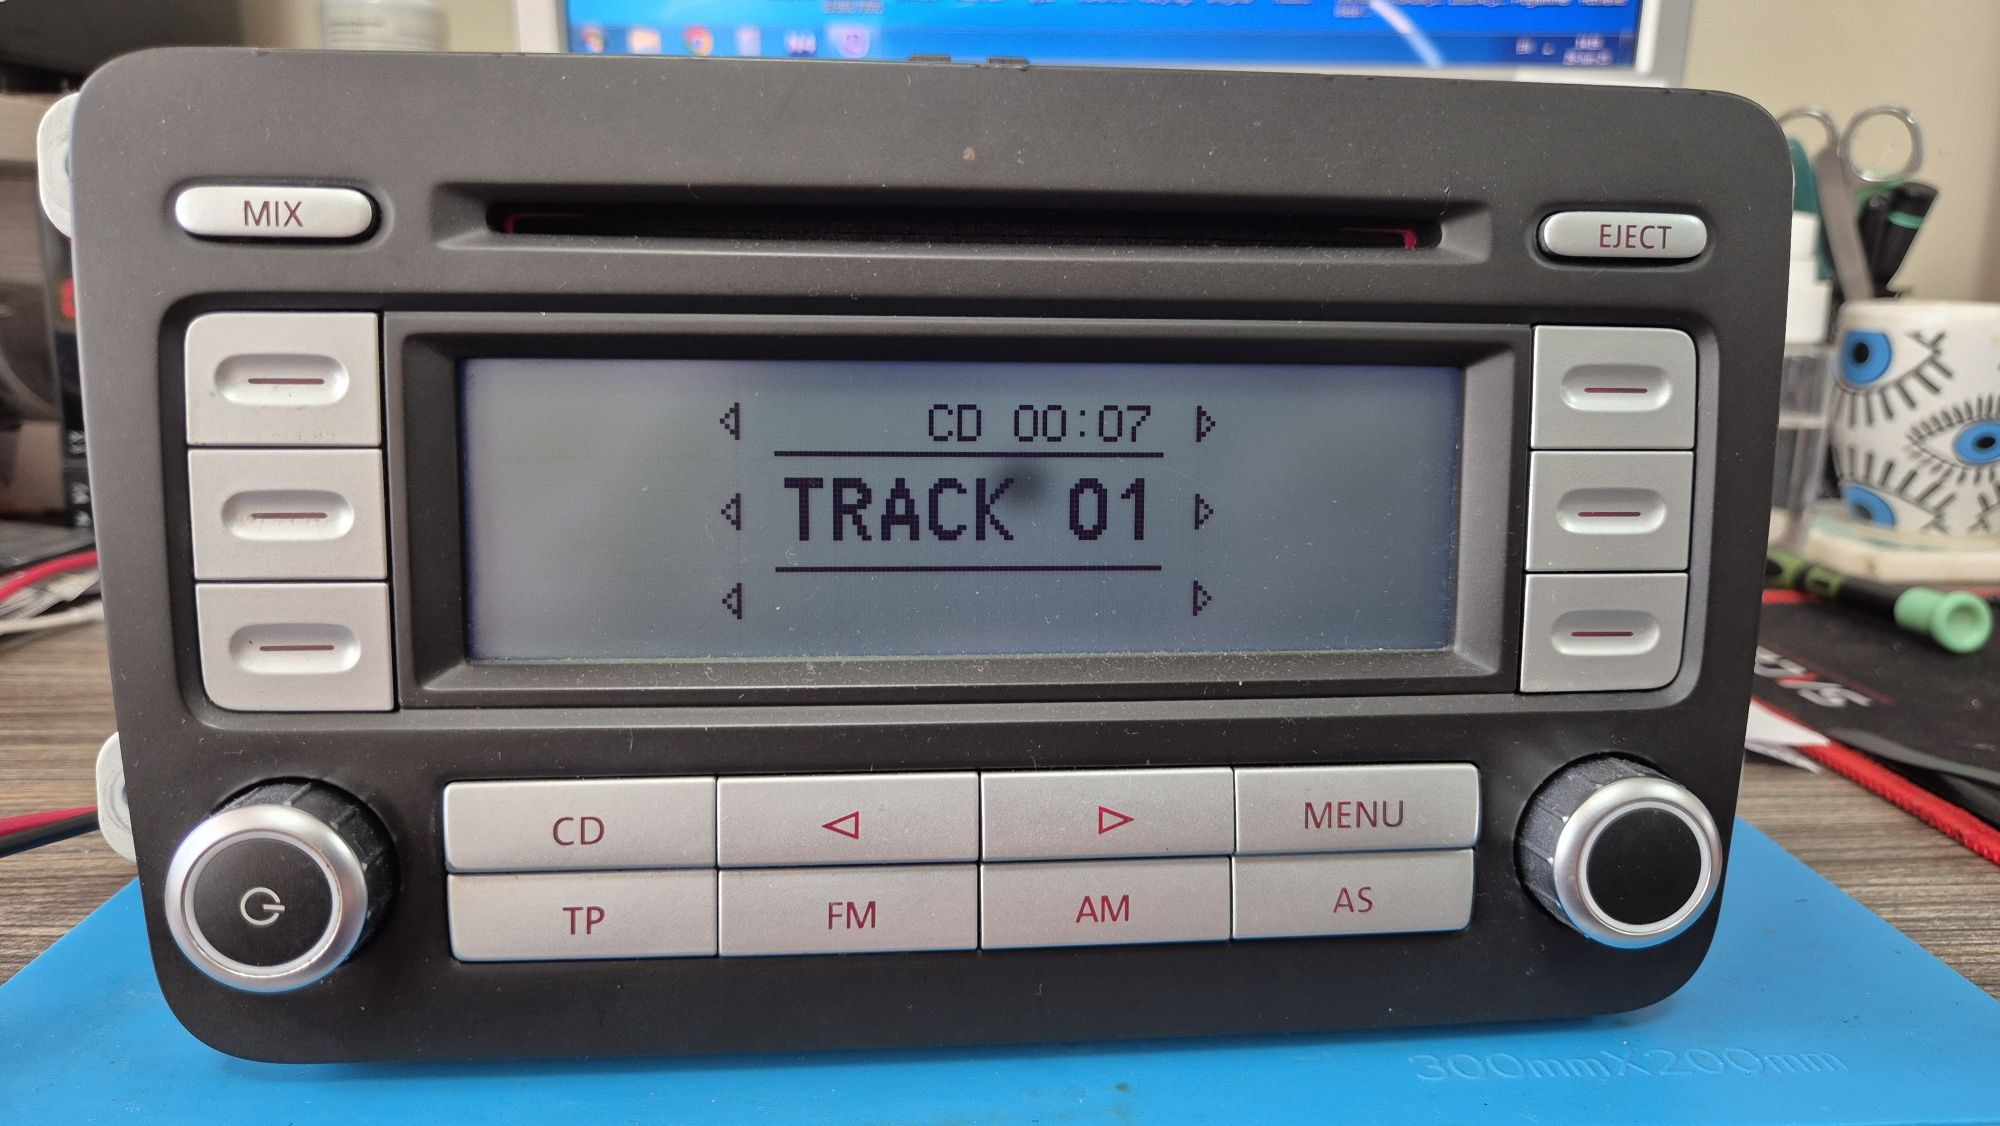 MIX
EJECT
CD 00:07
TRACK 01
CD
MENU
TP
FM
AM
AS
300mmX200mm